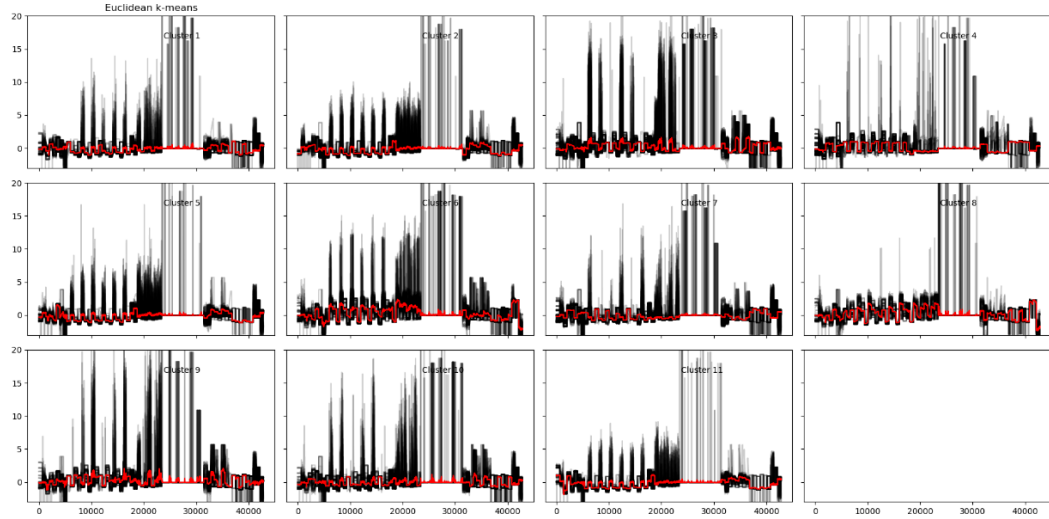 Euclidean k-means
20
15
10
5
0
Cluster 1
Cluster 2
Cluster 3
Cluster 4
20
15
10
5
0
Cluster 5
Cluster 6
Cluster 7
Cluster 8
20
15
10
5
0
Cluster 9
Cluster 10
Cluster 11
0 10000 20000 30000 40000
0 10000 20000 30000 40000
0 10000 20000 30000 40000
0 10000 20000 30000 40000